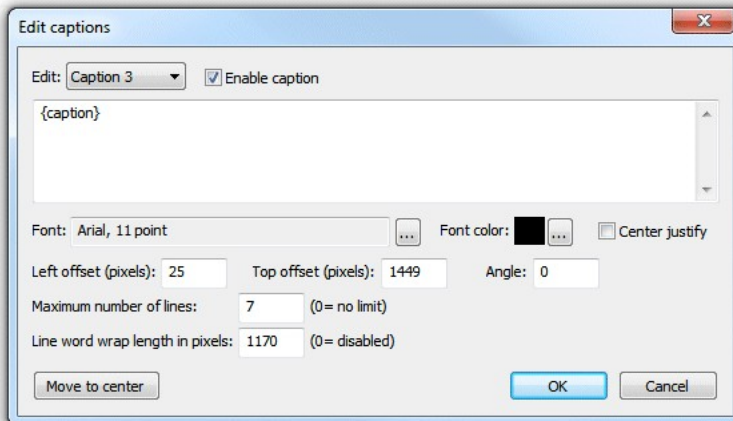 Edit captions
Edit: Caption 3 Enable caption
{caption}
Font: Arial, 11 point ... Font color: ... Center justify
Left offset (pixels): 25 Top offset (pixels): 1449 Angle: 0
Maximum number of lines: 7 (0= no limit)
Line word wrap length in pixels: 1170 (0= disabled)
Move to center OK Cancel